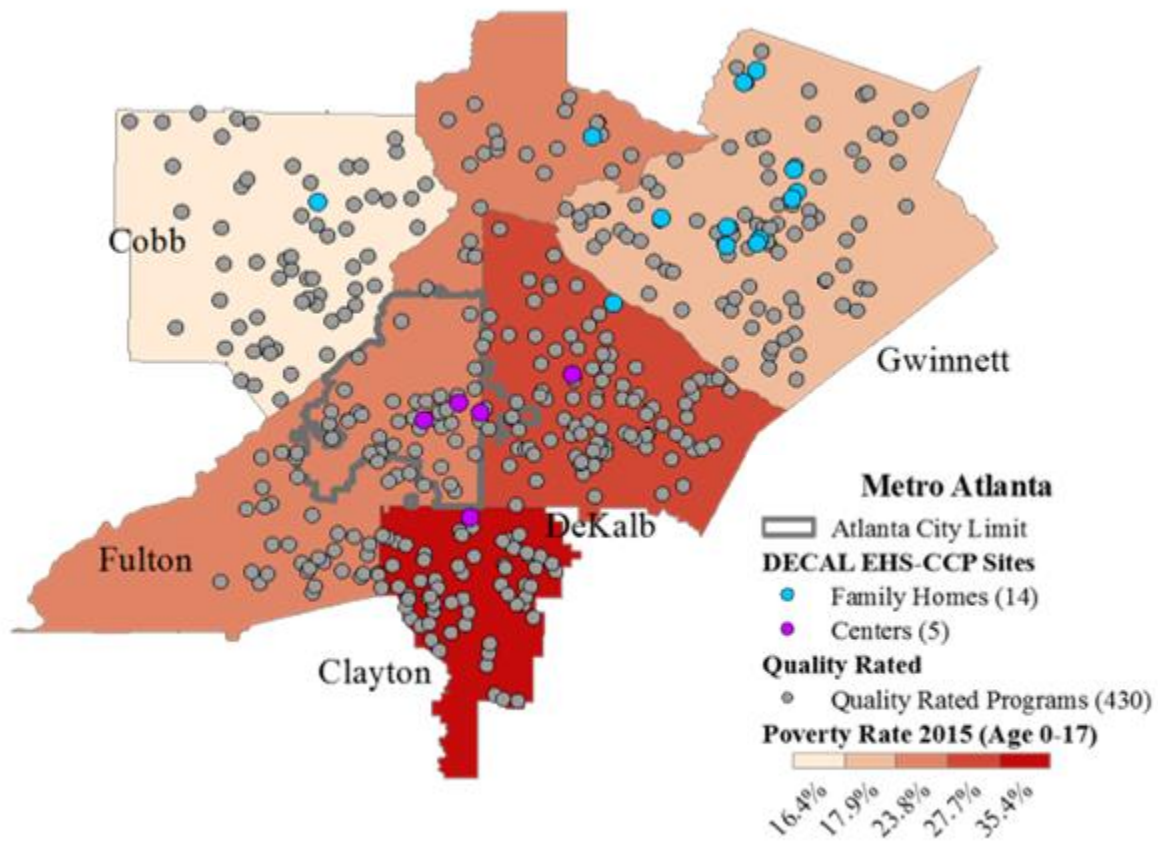 Cobb
Gwinnett
DeKalb
Fulton
Clayton
Metro Atlanta
Atlanta City Limit
DECAL EHS-CCP Sites
Family Homes (14)
Centers (5)
Quality Rated
Quality Rated Programs (430)
Poverty Rate 2015 (Age 0-17)
16.4%
17.9%
23.8%
27.7%
35.4%